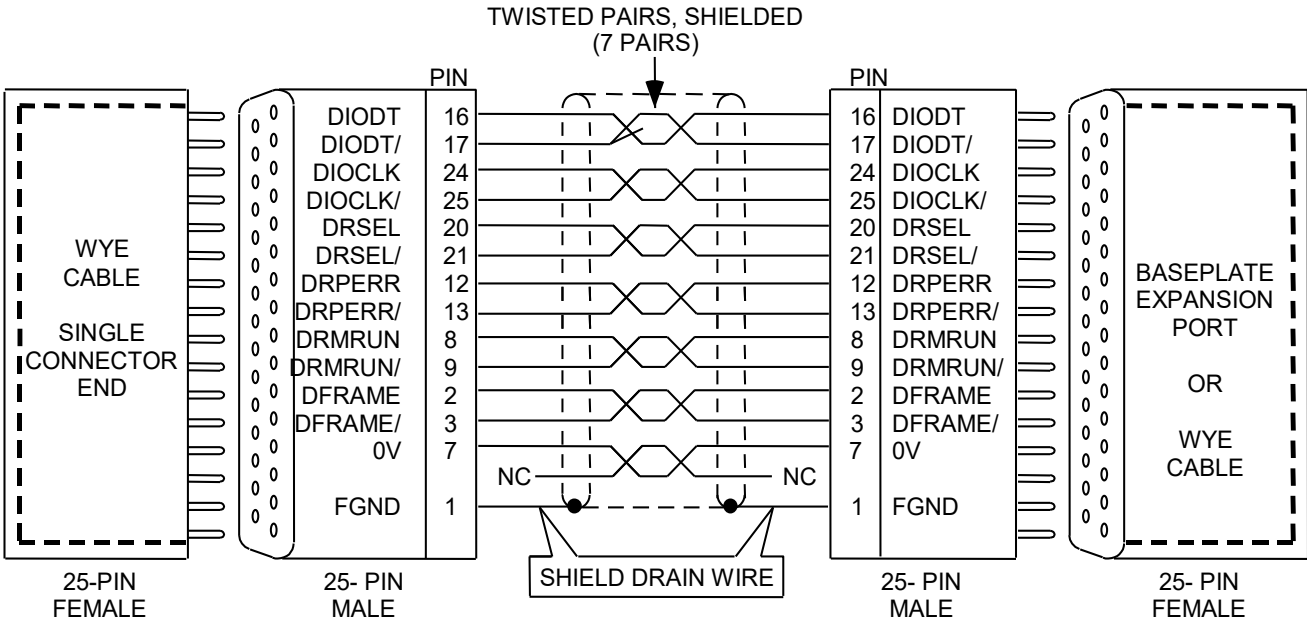 TWISTED PAIRS, SHIELDED
(7 PAIRS)
PIN PIN
DIODT 16 16 DIODT
DIODT/ 17 17 DIODT/
DIOCLK 24 24 DIOCLK
DIOCLK/ 25 25 DIOCLK/
DRSEL 20 20 DRSEL
DRSEL/ 21 21 DRSEL/
DRPERR 12 12 DRPERR
DRPERR/ 13 13 DRPERR/
DRMRUN 8 8 DRMRUN
DRMRUN/ 9 9 DRMRUN/
DFRAME 2 2 DFRAME
DFRAME/ 3 3 DFRAME/
0V 7 7 0V
NC NC
FGND 1 1 FGND
WYE
CABLE
SINGLE
CONNECTOR
END
BASEPLATE
EXPANSION
PORT
OR
WYE
CABLE
SHIELD DRAIN WIRE
25-PIN
FEMALE
25- PIN
MALE
25- PIN
MALE
25- PIN
FEMALE